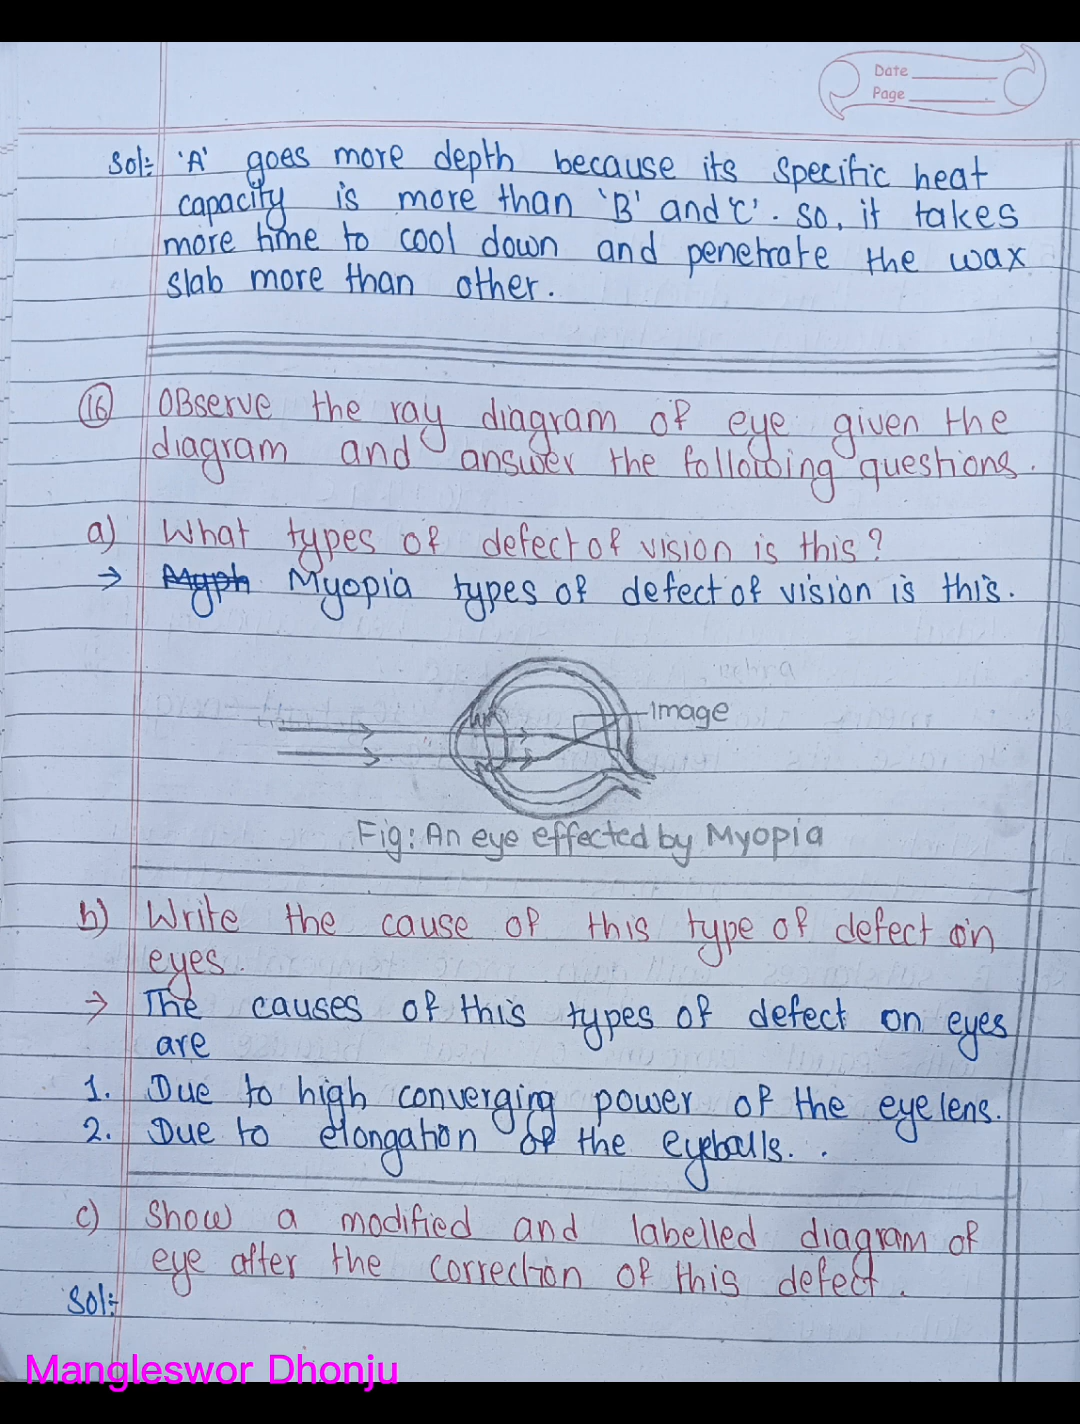 Date
Page
Sol:- 'A' goes more depth because its specific heat
capacity is more than 'B' and 'C'. so, it takes
more time to cool down and penetrate the wax
slab more than other.
16 Observe the ray diagram of eye given the
diagram and answer the following questions.
a) What types of defect of vision is this?
→ Myopia types of defect of vision is this.
Image
Fig: An eye effected by Myopia
b) Write the cause of this type of defect on
eyes.
→ The causes of this types of defect on eyes
are
1. Due to high converging power of the eye lens.
2. Due to elongation of the eyeballs.
c) Show a modified and labelled diagram of
eye after the correction of this defect.
Sol:-
Mangleswor Dhonju